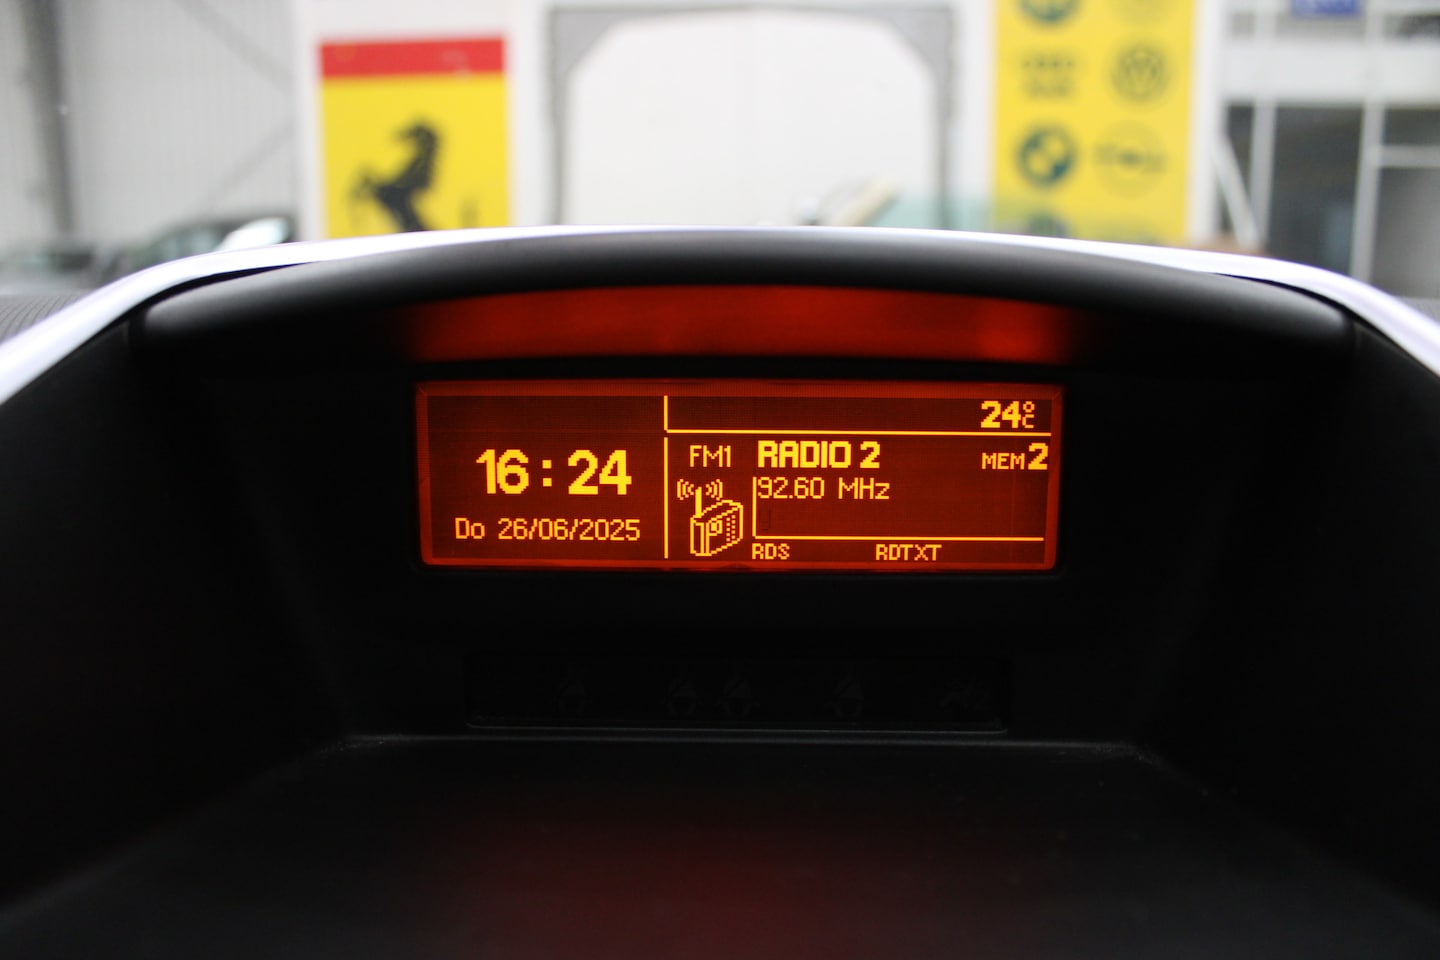 24°C
16:24
Do 26/06/2025
FM1 RADIO 2 MEM2
92.60 MHz
RDS RDTXT